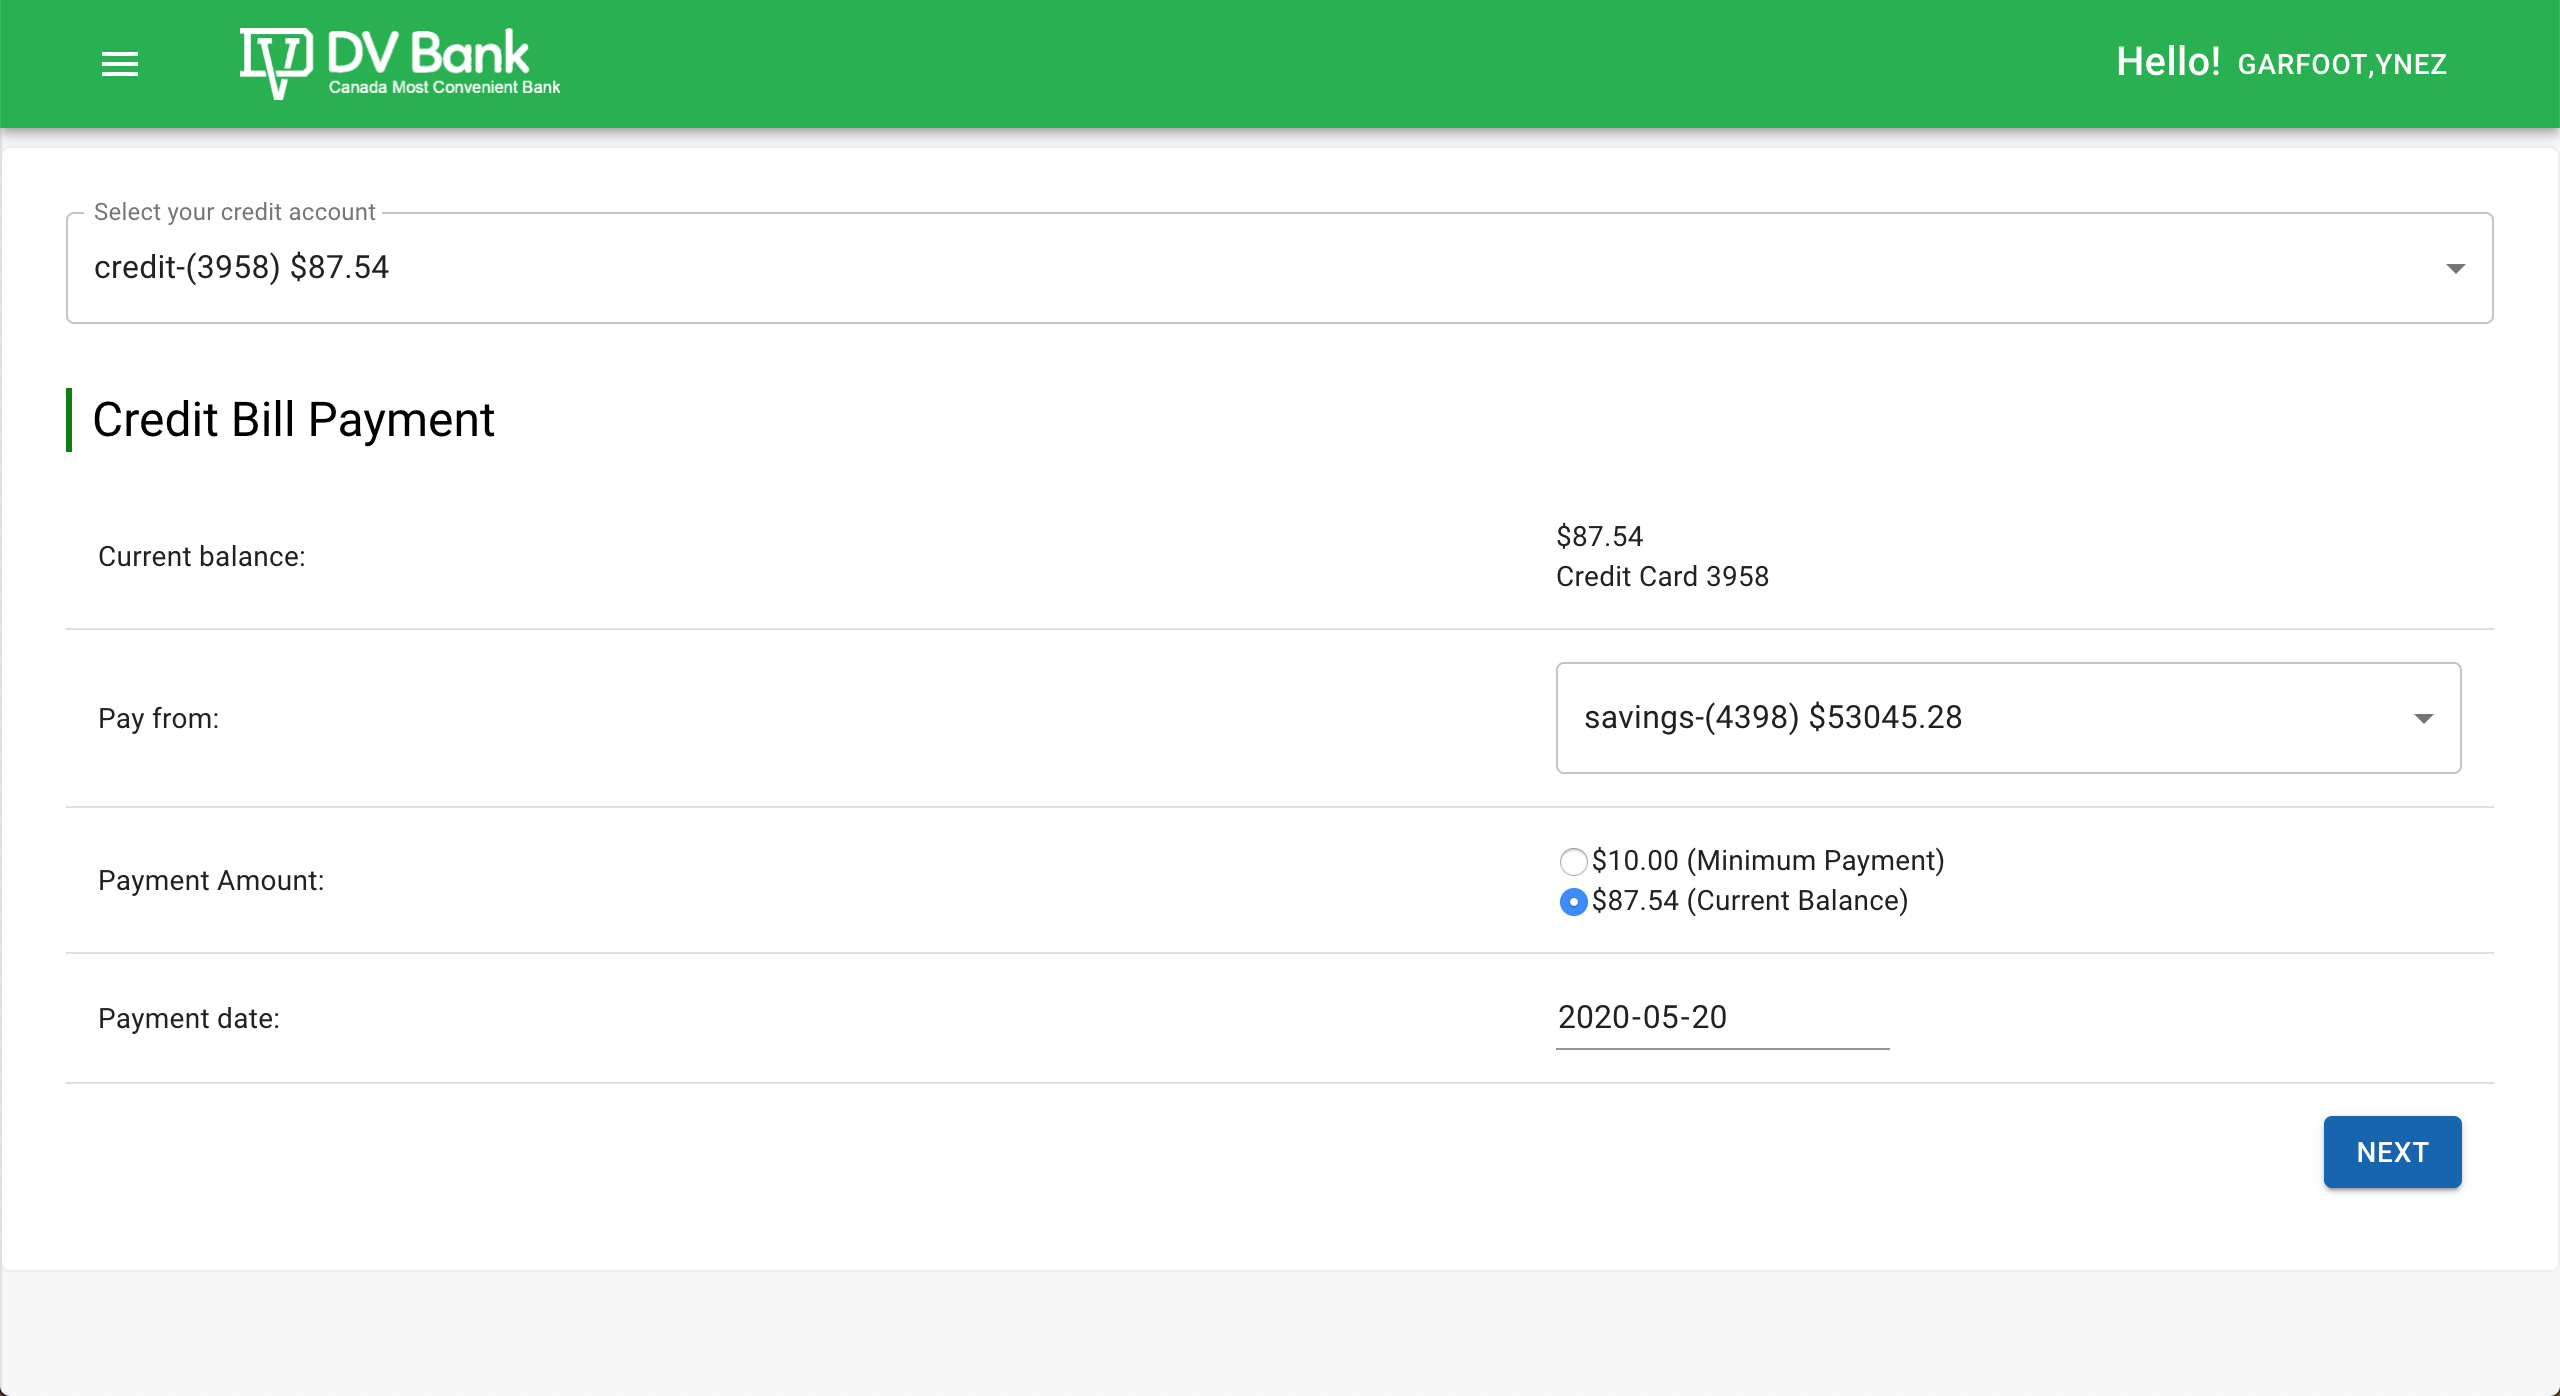 DV Bank
Canada Most Convenient Bank
Hello! GARFOOT,YNEZ
Select your credit account
credit-(3958) $87.54
Credit Bill Payment
Current balance:
$87.54
Credit Card 3958
Pay from:
savings-(4398) $53045.28
Payment Amount:
$10.00 (Minimum Payment)
$87.54 (Current Balance)
Payment date:
2020-05-20
NEXT